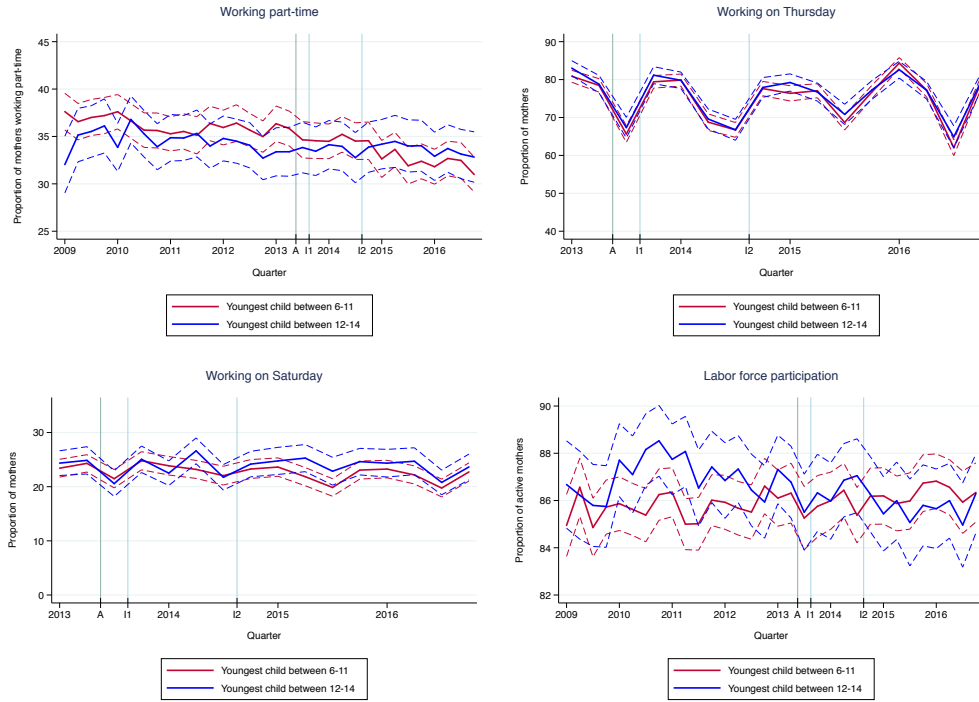 Working part-time
Proportion of mothers working part-time
45
40
35
30
25
2009 2010 2011 2012 2013 A I1 2014 I2 2015 2016
Quarter
Youngest child between 6-11
Youngest child between 12-14
Working on Thursday
Proportion of mothers
90
80
70
60
50
40
2013 A I1 2014 I2 2015 2016
Quarter
Youngest child between 6-11
Youngest child between 12-14
Working on Saturday
Proportion of mothers
30
20
10
0
2013 A I1 2014 I2 2015 2016
Quarter
Youngest child between 6-11
Youngest child between 12-14
Labor force participation
Proportion of active mothers
90
88
86
84
82
2009 2010 2011 2012 2013 A I1 2014 I2 2015 2016
Quarter
Youngest child between 6-11
Youngest child between 12-14